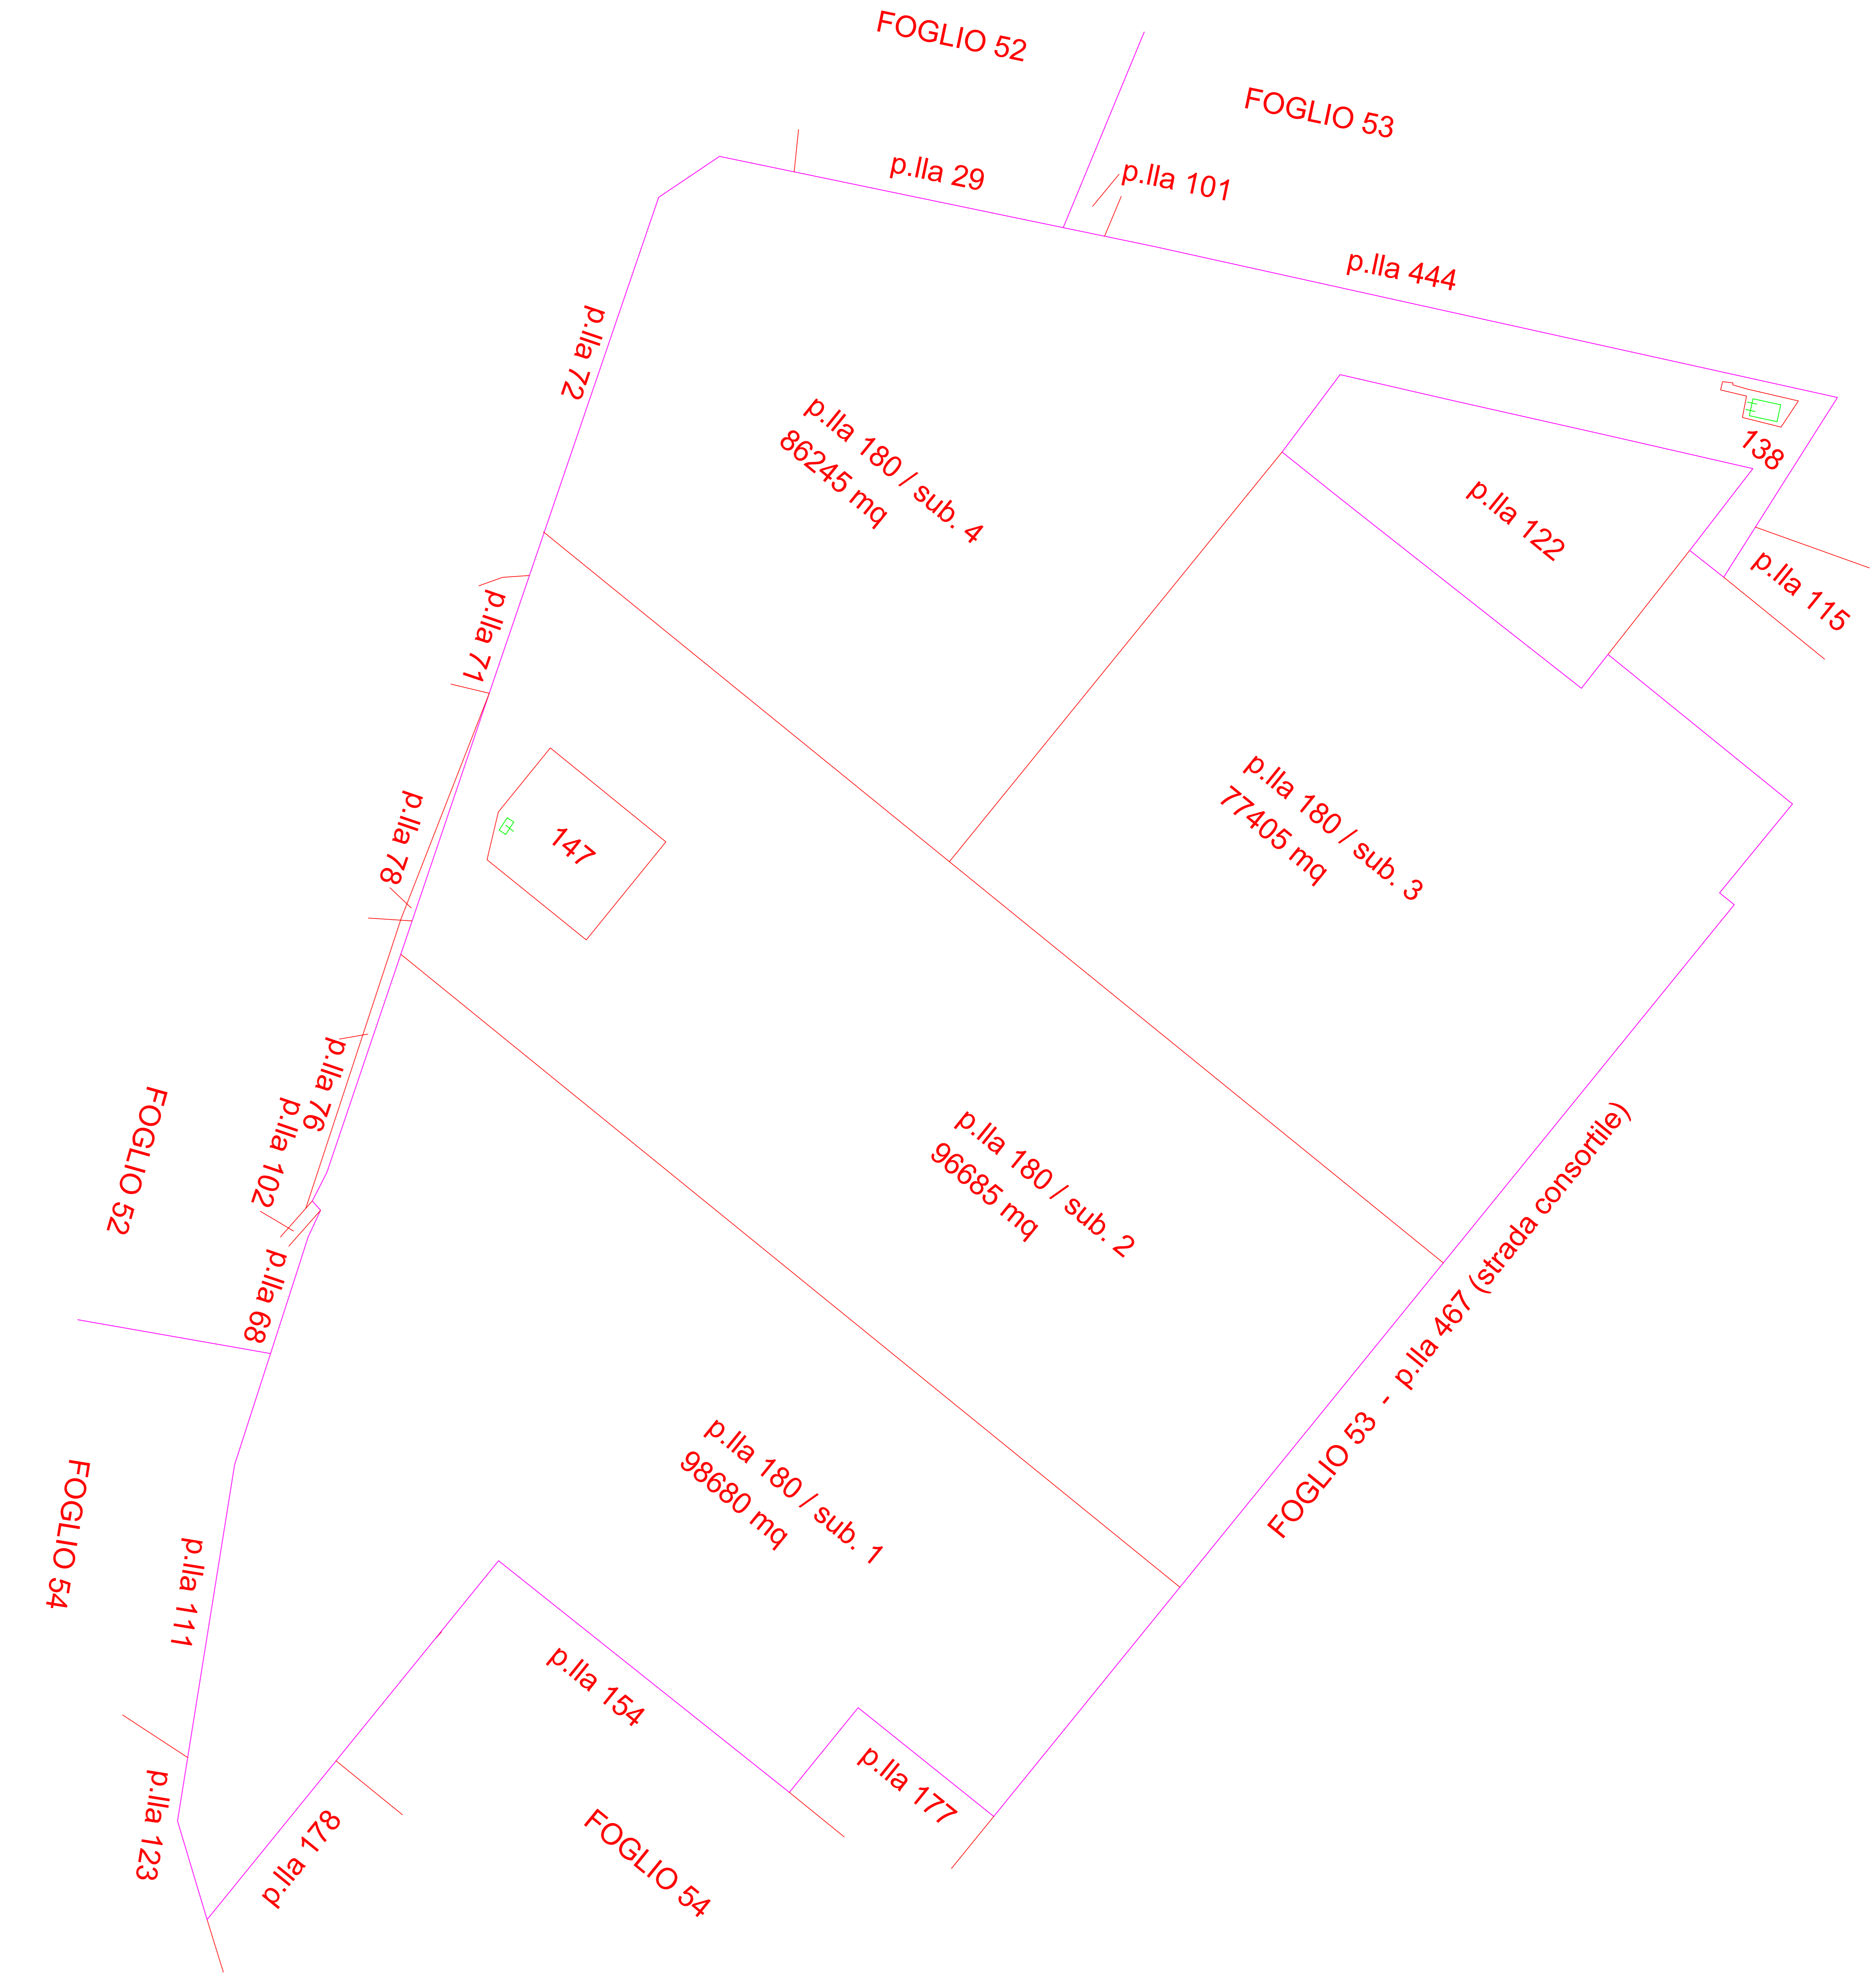 FOGLIO 52
FOGLIO 53
p.lla 29
p.lla 101
p.lla 444
p.lla 72
p.lla 180 / sub. 4
86245 mq
138
p.lla 122
p.lla 115
p.lla 71
p.lla 180 / sub. 3
77405 mq
p.lla 78
147
p.lla 76
p.lla 102
FOGLIO 52
p.lla 180 / sub. 2
96685 mq
FOGLIO 53 - p.lla 467 (strada consortile)
p.lla 68
p.lla 180 / sub. 1
98680 mq
FOGLIO 54
p.lla 111
p.lla 154
p.lla 177
p.lla 123
p.lla 178
FOGLIO 54